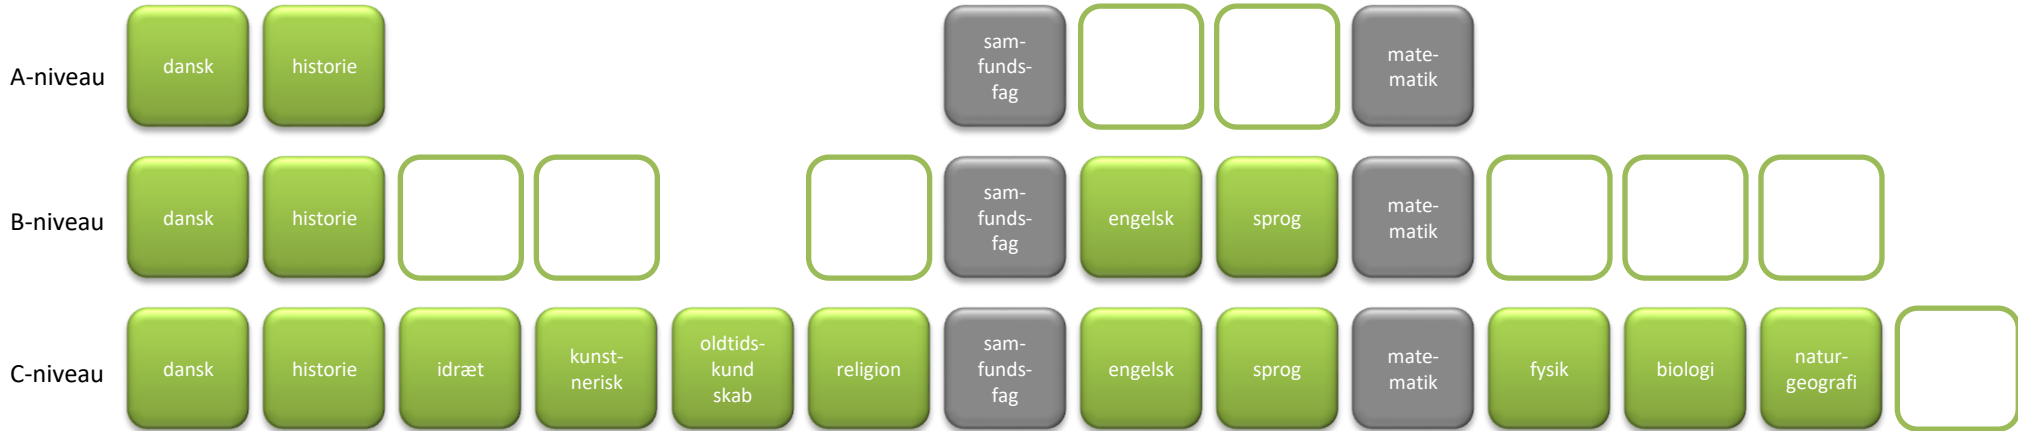 A-niveau
dansk
historie
sam-
funds-
fag
mate-
matik
B-niveau
dansk
historie
sam-
funds-
fag
engelsk
sprog
mate-
matik
C-niveau
dansk
historie
idræt
kunst-
nerisk
oldtids-
kund
skab
religion
sam-
funds-
fag
engelsk
sprog
mate-
matik
fysik
biologi
natur-
geografi